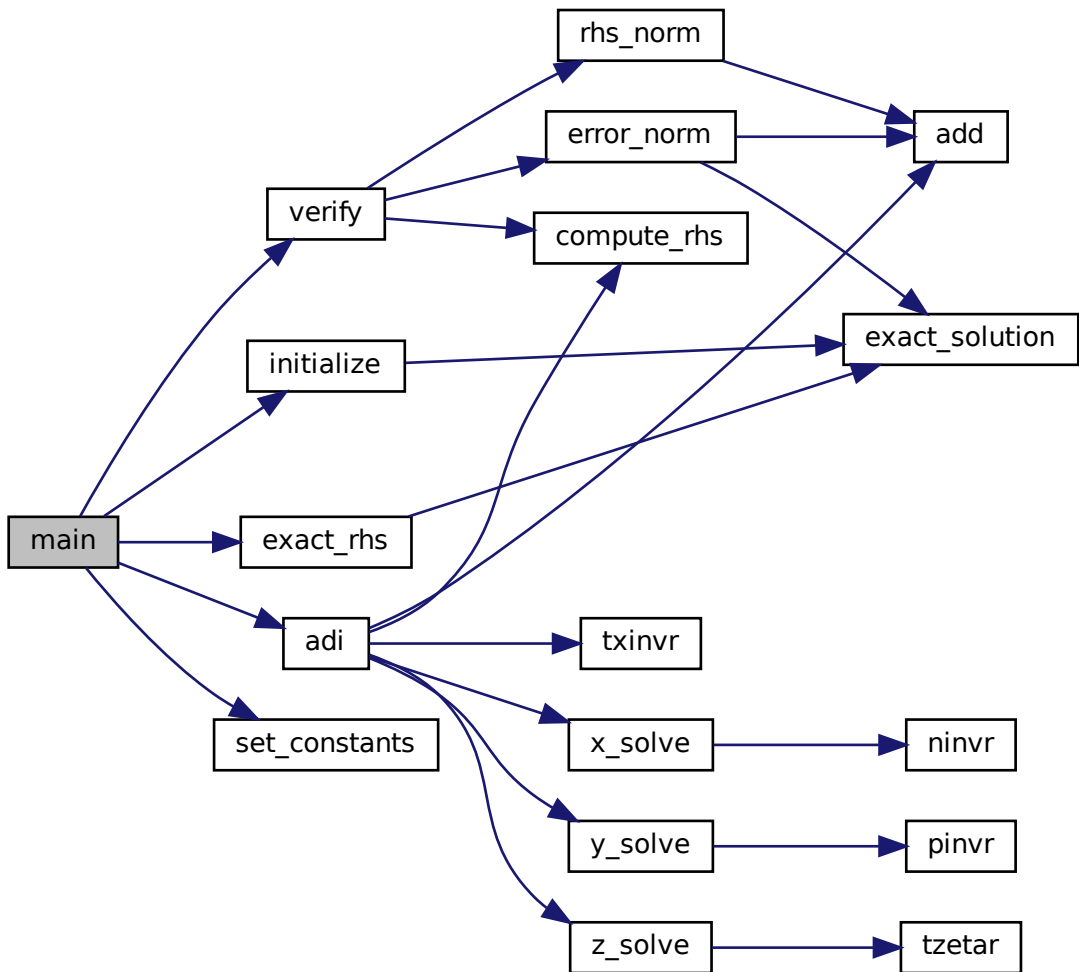 rhs_norm
error_norm
add
verify
compute_rhs
initialize
exact_solution
main
exact_rhs
adi
txinvr
set_constants
x_solve
ninvr
y_solve
pinvr
z_solve
tzetar